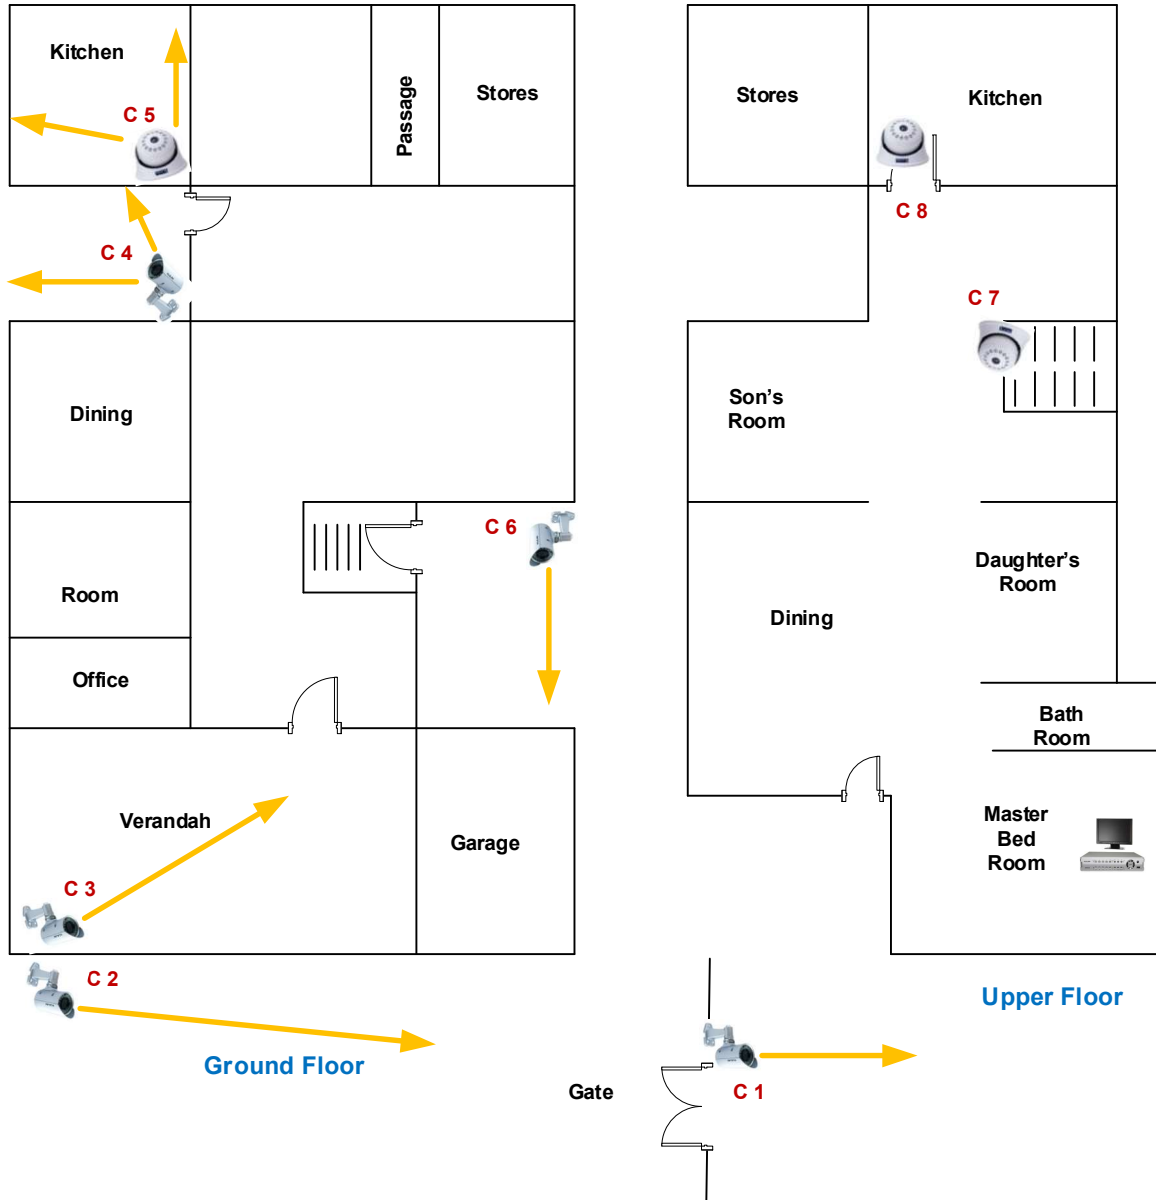 Kitchen
C 5
Passage
Stores
C 4
Dining
C 6
Room
Office
Verandah
Garage
C 3
C 2
Ground Floor
Stores
Kitchen
C 8
C 7
Son's
Room
Daughter's
Room
Dining
Bath
Room
Master
Bed
Room
Upper Floor
Gate
C 1